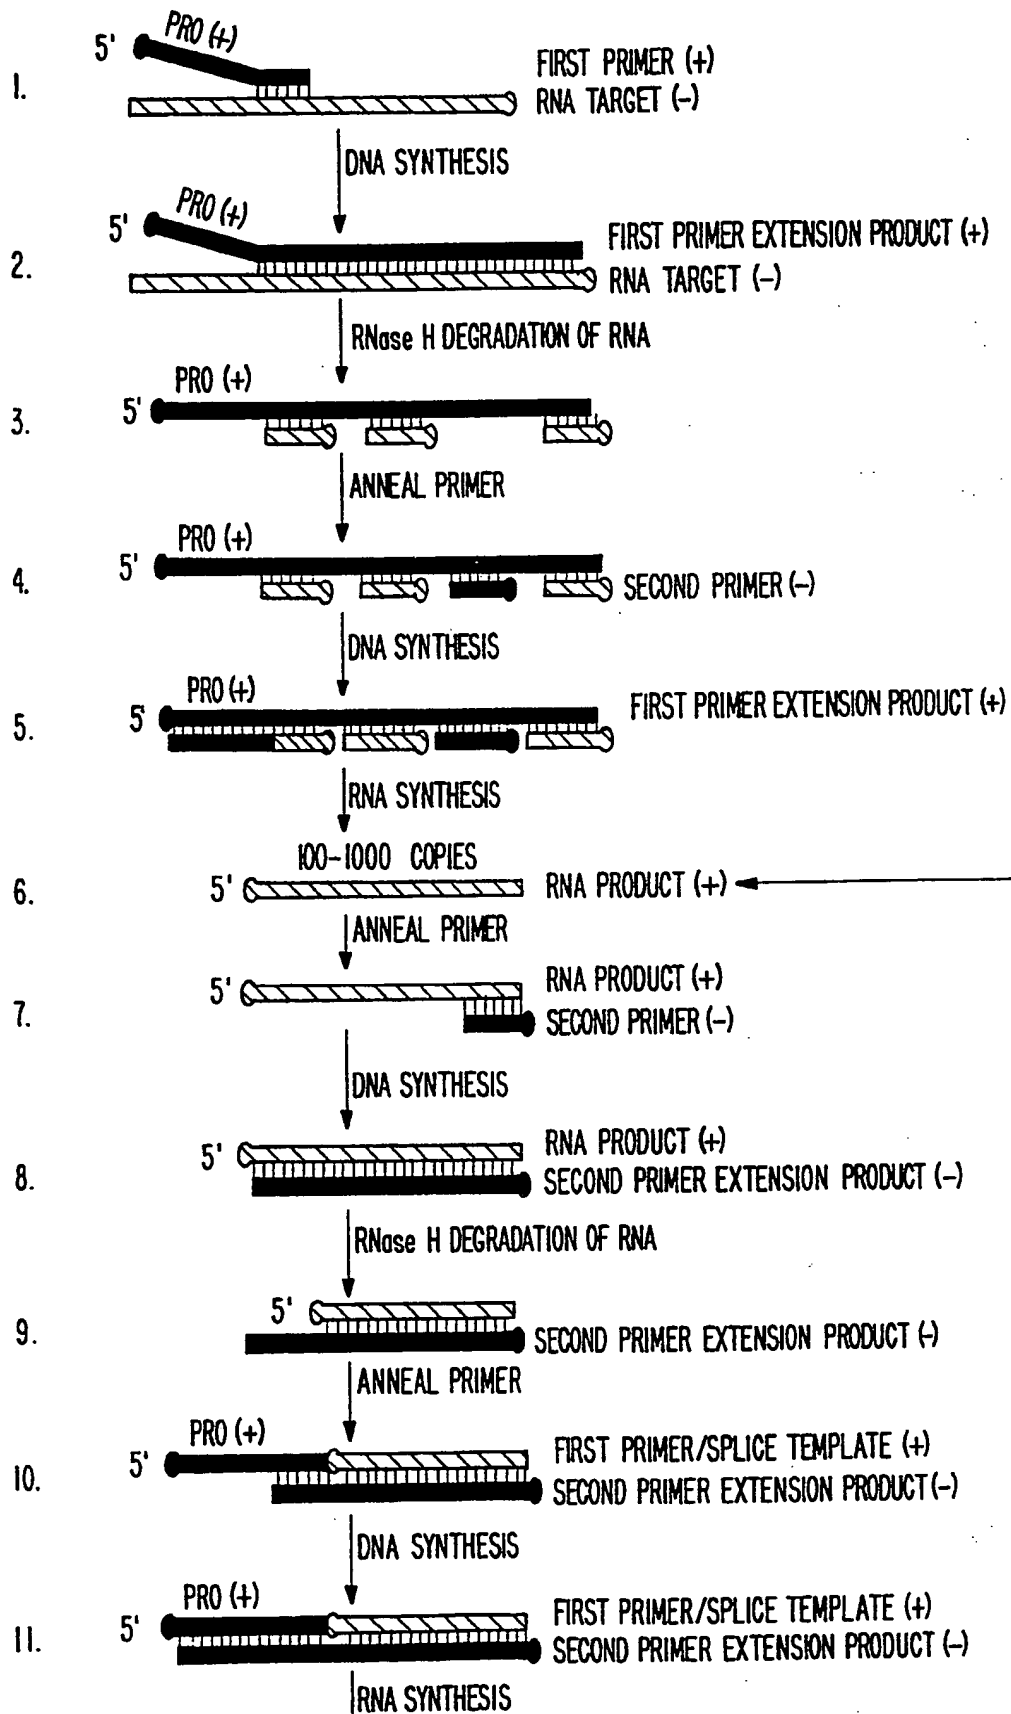 PRO (+)
5'
1.
FIRST PRIMER (+)
RNA TARGET (-)
DNA SYNTHESIS
PRO (+)
5'
2.
FIRST PRIMER EXTENSION PRODUCT (+)
RNA TARGET (-)
RNase H DEGRADATION OF RNA
PRO (+)
5'
3.
ANNEAL PRIMER
PRO (+)
5'
4.
SECOND PRIMER (-)
DNA SYNTHESIS
PRO (+)
5'
5.
FIRST PRIMER EXTENSION PRODUCT (+)
RNA SYNTHESIS
100-1000 COPIES
6.
5'
RNA PRODUCT (+)
ANNEAL PRIMER
7.
5'
RNA PRODUCT (+)
SECOND PRIMER (-)
DNA SYNTHESIS
8.
5'
RNA PRODUCT (+)
SECOND PRIMER EXTENSION PRODUCT (-)
RNase H DEGRADATION OF RNA
9.
5'
SECOND PRIMER EXTENSION PRODUCT (-)
ANNEAL PRIMER
PRO (+)
5'
10.
FIRST PRIMER/SPLICE TEMPLATE (+)
SECOND PRIMER EXTENSION PRODUCT (-)
DNA SYNTHESIS
PRO (+)
5'
11.
FIRST PRIMER/SPLICE TEMPLATE (+)
SECOND PRIMER EXTENSION PRODUCT (-)
RNA SYNTHESIS